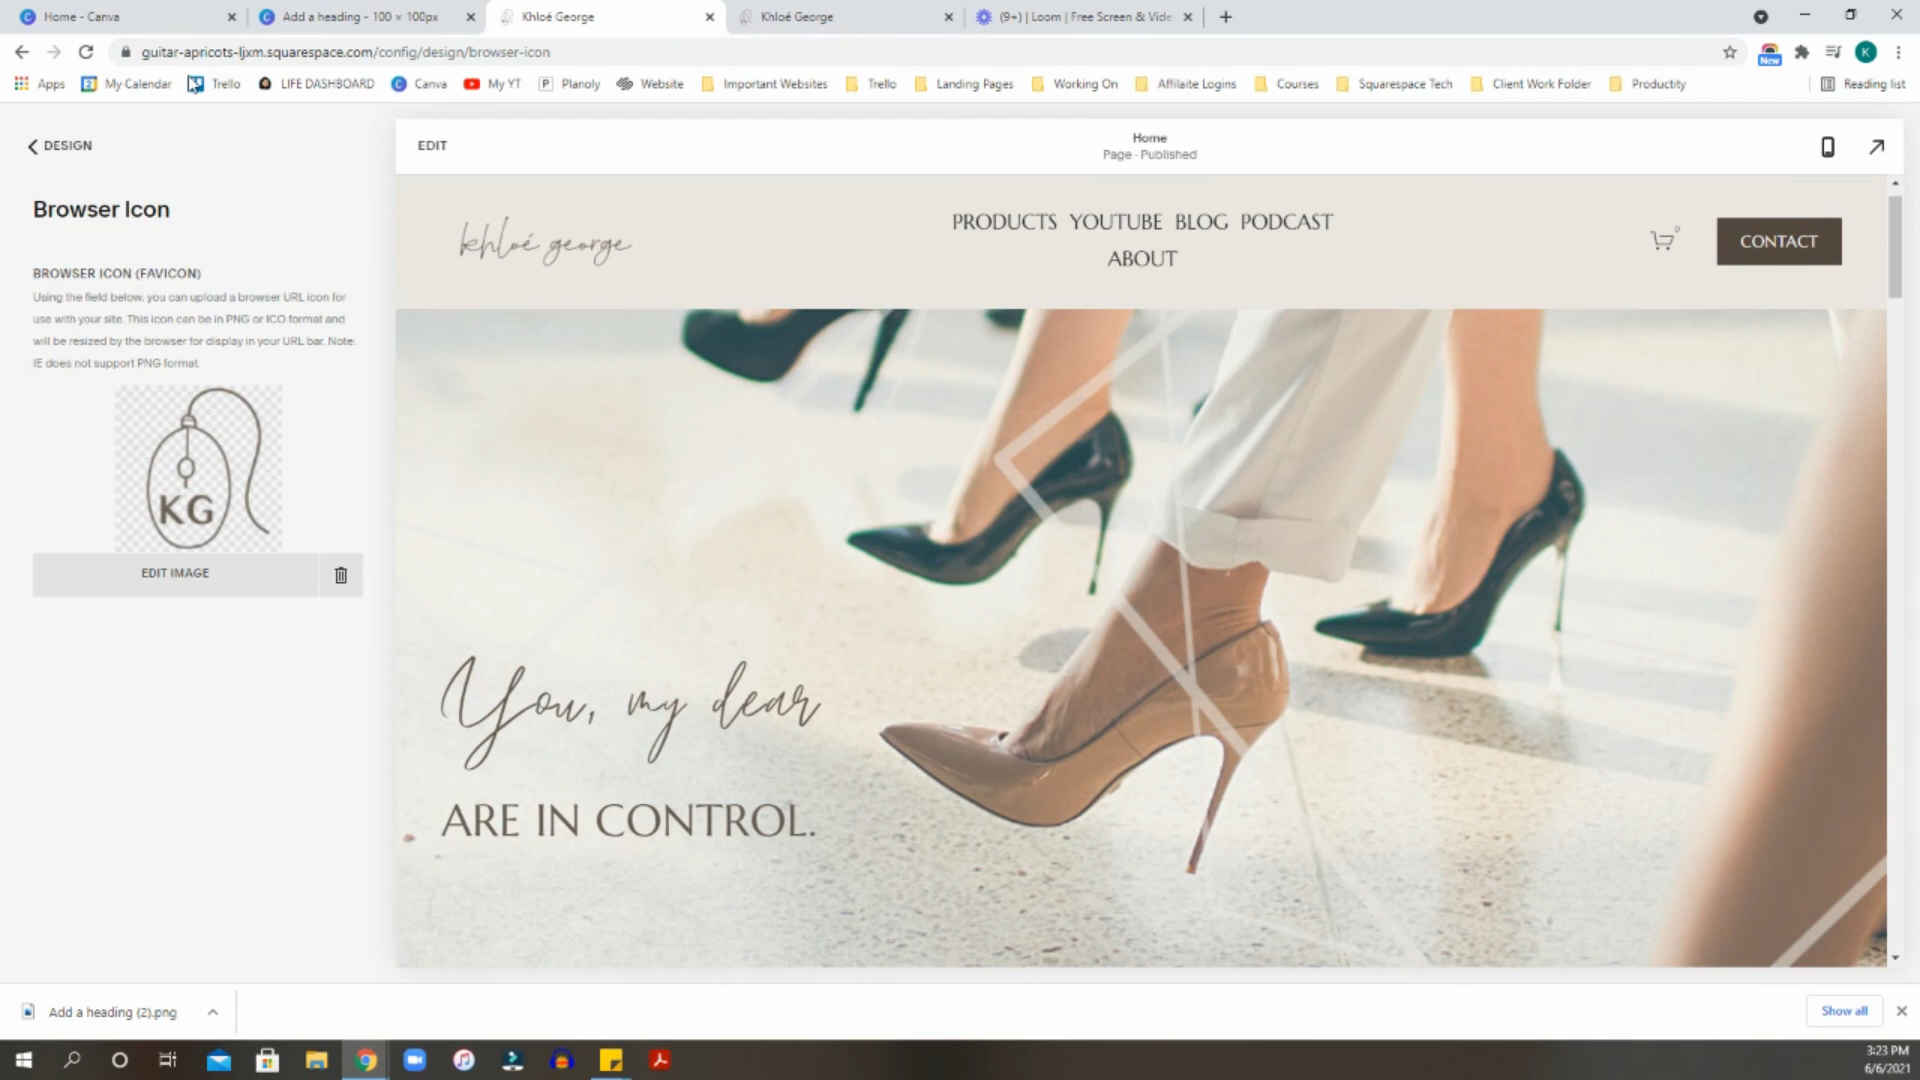 Home - Canva
Add a heading - 100 × 100px
Khloé George
Khloé George
(9+) | Loom | Free Screen & Vide
guitar-apricots-ljxm.squarespace.com/config/design/browser-icon
New
K
Apps
My Calendar
Trello
LIFE DASHBOARD
Canva
My YT
Planoly
Website
Important Websites
Trello
Landing Pages
Working On
Affilaite Logins
Courses
Squarespace Tech
Client Work Folder
Productity
Reading list
DESIGN
EDIT
Home
Page · Published
Browser Icon
BROWSER ICON (FAVICON)
Using the field below, you can upload a browser URL icon for
use with your site. This icon can be in PNG or ICO format and
will be resized by the browser for display in your URL bar. Note:
IE does not support PNG format.
KG
EDIT IMAGE
khloé george
PRODUCTS YOUTUBE BLOG PODCAST
ABOUT
0
CONTACT
You, my dear
ARE IN CONTROL.
Add a heading (2).png
Show all
3:23 PM
6/6/2021